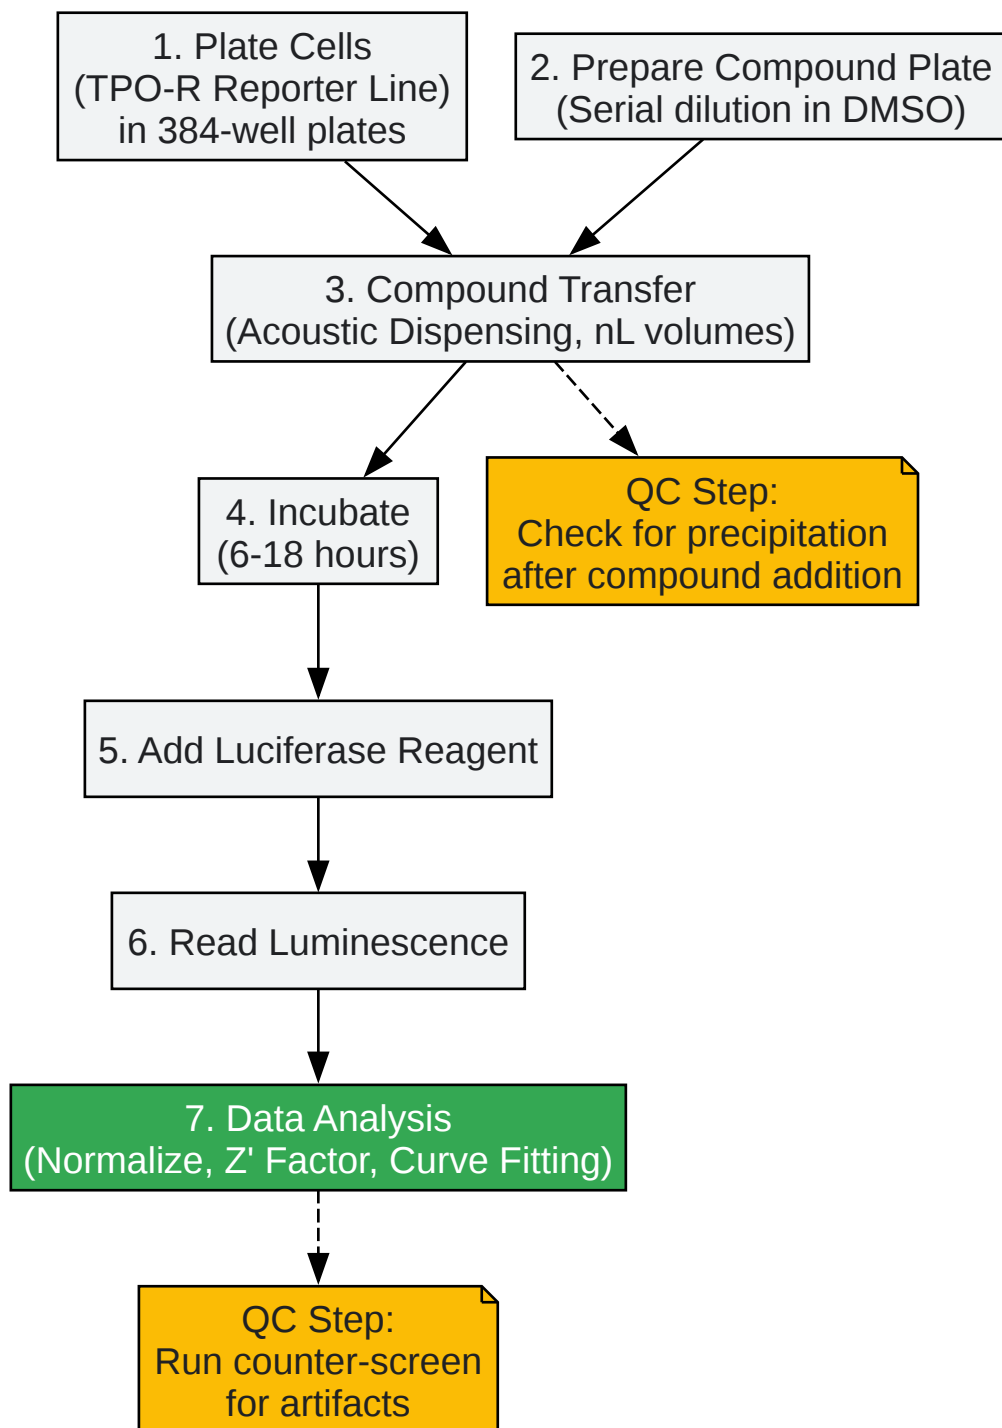 1. Plate Cells
(TPO-R Reporter Line)
in 384-well plates
2. Prepare Compound Plate
(Serial dilution in DMSO)
3. Compound Transfer
(Acoustic Dispensing, nL volumes)
4. Incubate
(6-18 hours)
QC Step:
Check for precipitation
after compound addition
5. Add Luciferase Reagent
6. Read Luminescence
7. Data Analysis
(Normalize, Z' Factor, Curve Fitting)
QC Step:
Run counter-screen
for artifacts